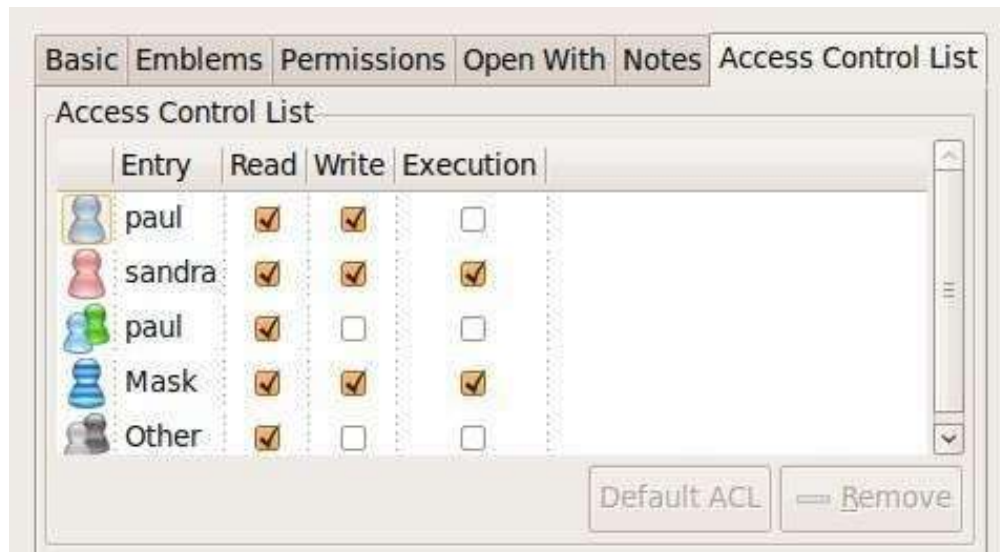 Basic Emblems Permissions Open With Notes Access Control List
Access Control List
Entry Read Write Execution
paul
sandra
paul
Mask
Other
Default ACL Remove